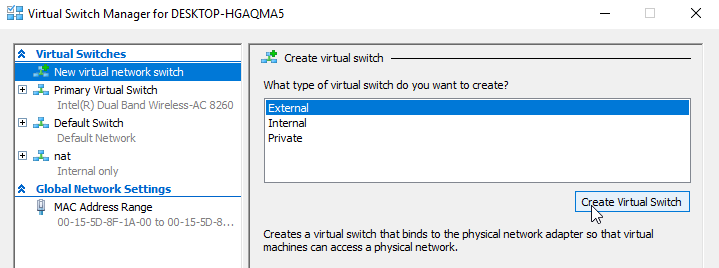 Virtual Switch Manager for DESKTOP-HGAQMA5
Virtual Switches
New virtual network switch
Primary Virtual Switch
Intel(R) Dual Band Wireless-AC 8260
Default Switch
Default Network
nat
Internal only
Global Network Settings
MAC Address Range
00-15-5D-8F-1A-00 to 00-15-5D-8...
Create virtual switch
What type of virtual switch do you want to create?
External
Internal
Private
Create Virtual Switch
Creates a virtual switch that binds to the physical network adapter so that virtual
machines can access a physical network.